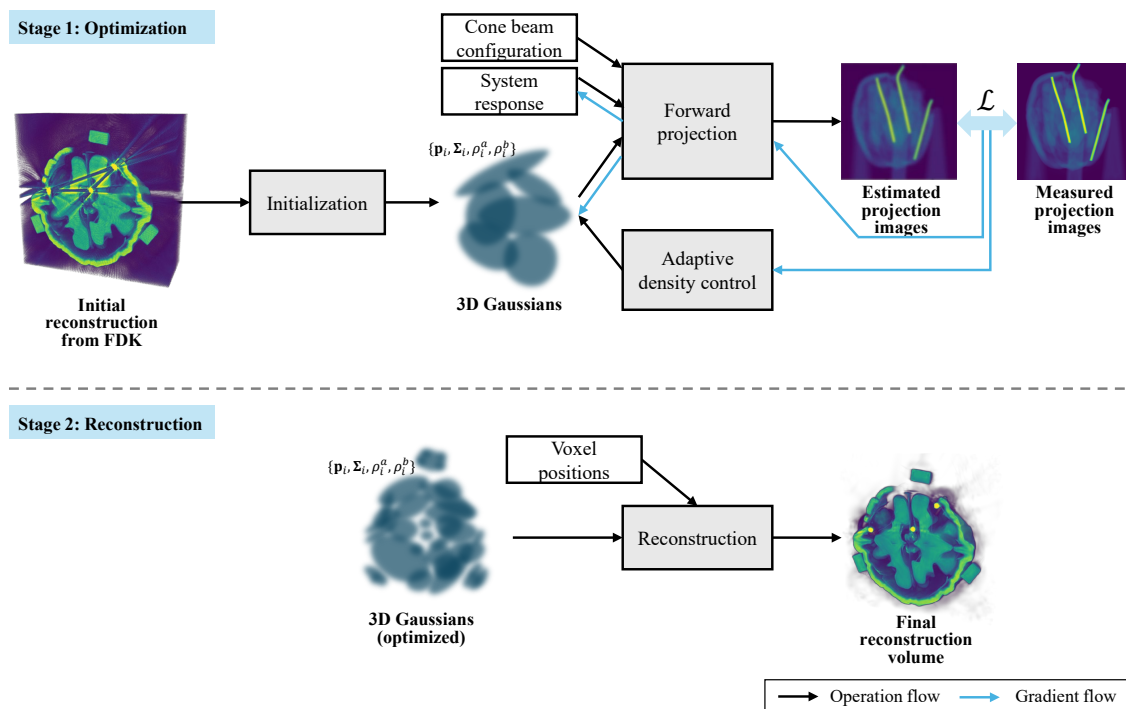 Stage 1: Optimization
Cone beam
configuration
System
response
Forward
projection
ℒ
{𝐩ᵢ, 𝚺ᵢ, ρᵢᵃ, ρᵢᵇ}
Initialization
Estimated
projection
images
Measured
projection
images
Adaptive
density control
3D Gaussians
Initial
reconstruction
from FDK
Stage 2: Reconstruction
{𝐩ᵢ, 𝚺ᵢ, ρᵢᵃ, ρᵢᵇ}
Voxel
positions
Reconstruction
3D Gaussians
(optimized)
Final
reconstruction
volume
Operation flow
Gradient flow